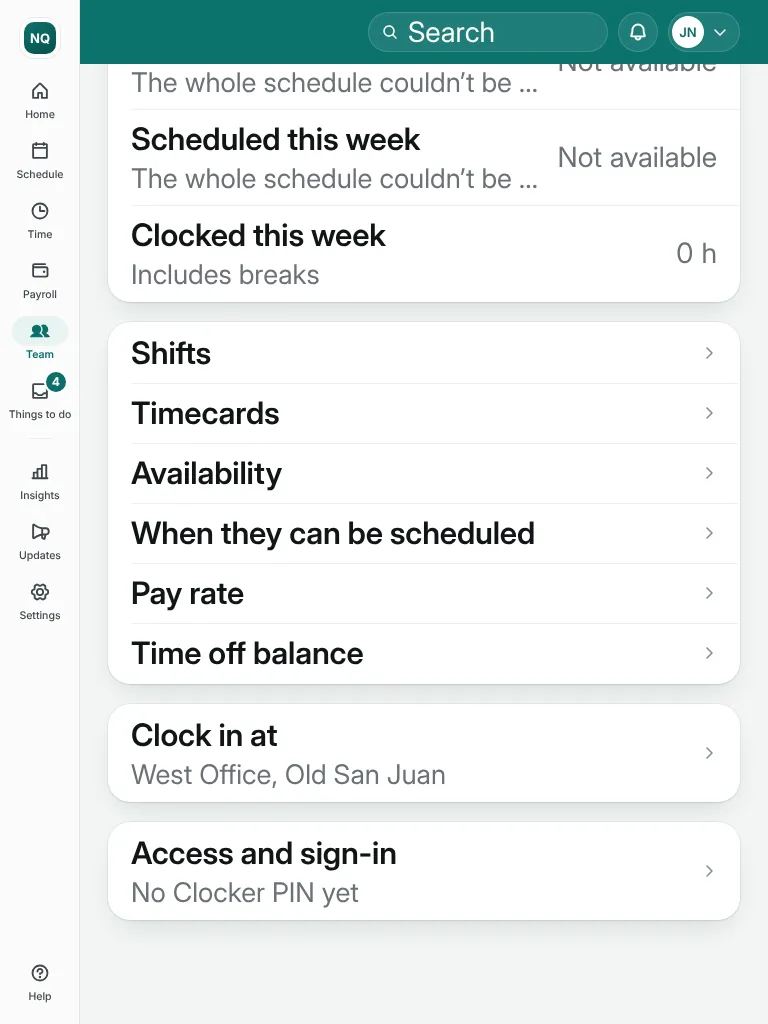 NQ
Search
JN
Home
Schedule
Time
Payroll
Team
4
Things to do
Insights
Updates
Settings
Help
Not available
The whole schedule couldn’t be ...
Scheduled this week
The whole schedule couldn’t be ...
Not available
Clocked this week
Includes breaks
0 h
Shifts
Timecards
Availability
When they can be scheduled
Pay rate
Time off balance
Clock in at
West Office, Old San Juan
Access and sign-in
No Clocker PIN yet